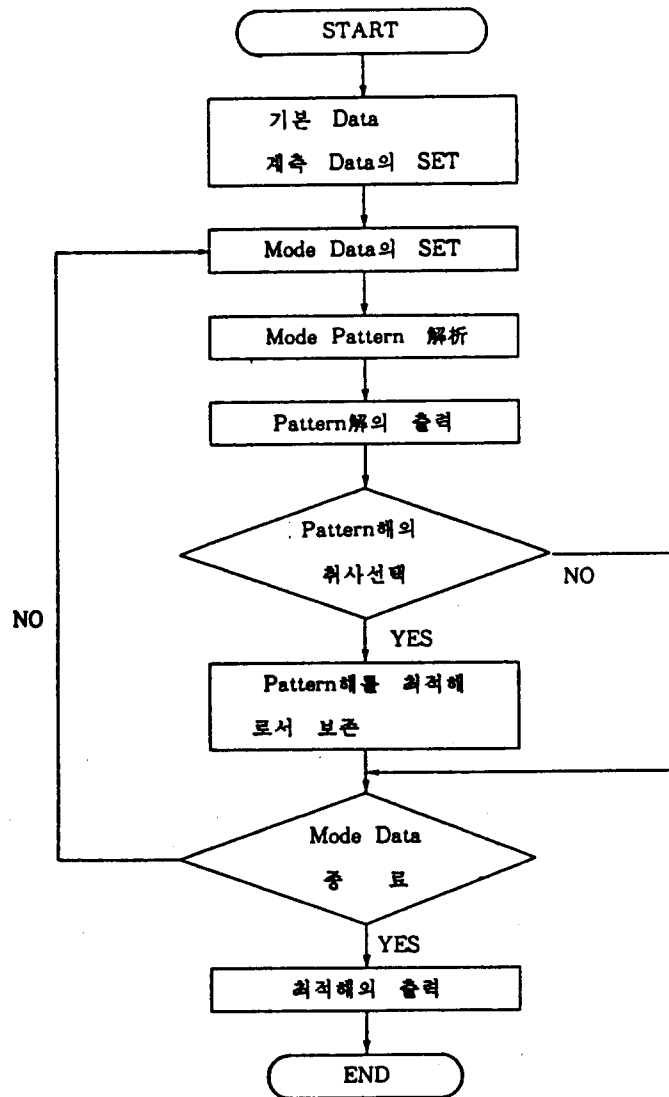 START
기본 Data
계측 Data의 SET
Mode Data의 SET
Mode Pattern 解析
Pattern解의 출력
Pattern해의
취사선택
NO
NO
YES
Pattern해를 최적해
로서 보존
Mode Data
종 료
YES
최적해의 출력
END